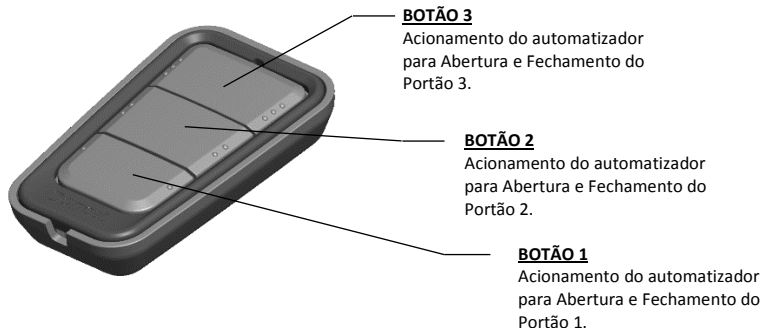 BOTÃO 3
Acionamento do automatizador
para Abertura e Fechamento do
Portão 3.
BOTÃO 2
Acionamento do automatizador
para Abertura e Fechamento do
Portão 2.
BOTÃO 1
Acionamento do automatizador
para Abertura e Fechamento do
Portão 1.